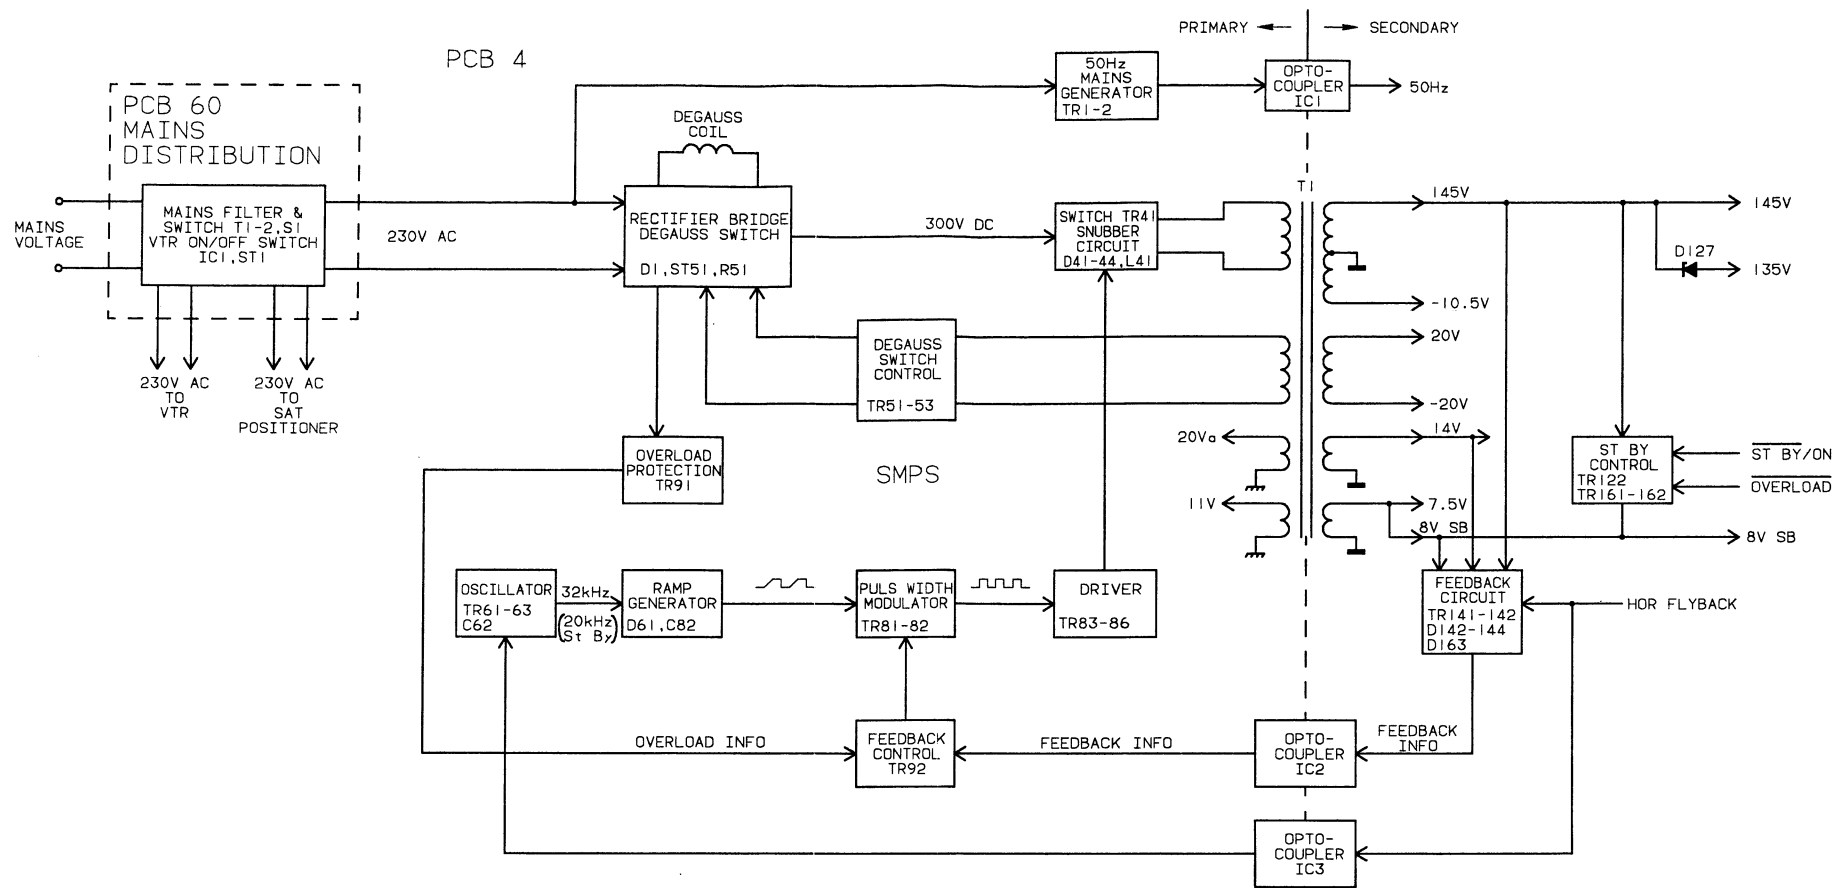 PRIMARY
SECONDARY
PCB 4
PCB 60
MAINS
DISTRIBUTION
MAINS
VOLTAGE
MAINS FILTER &
SWITCH T1-2,S1
VTR ON/OFF SWITCH
IC1,ST1
230V AC
230V AC
TO
VTR
230V AC
TO
SAT
POSITIONER
DEGAUSS
COIL
RECTIFIER BRIDGE
DEGAUSS SWITCH
D1,ST51,R51
300V DC
50Hz
MAINS
GENERATOR
TR1-2
OPTO-
COUPLER
IC1
50Hz
SWITCH TR41
SNUBBER
CIRCUIT
D41-44,L41
T1
145V
145V
D127
135V
-10.5V
20V
-20V
DEGAUSS
SWITCH
CONTROL
TR51-53
20Va
14V
11V
7.5V
8V SB
OVERLOAD
PROTECTION
TR91
SMPS
ST BY
CONTROL
TR122
TR161-162
ST BY/ON
OVERLOAD
8V SB
OSCILLATOR
TR61-63
C62
32kHz
(20kHz
St By)
RAMP
GENERATOR
D61,C82
PULS WIDTH
MODULATOR
TR81-82
DRIVER
TR83-86
FEEDBACK
CIRCUIT
TR141-142
D142-144
D163
HOR FLYBACK
OVERLOAD INFO
FEEDBACK
CONTROL
TR92
FEEDBACK INFO
OPTO-
COUPLER
IC2
FEEDBACK
INFO
OPTO-
COUPLER
IC3